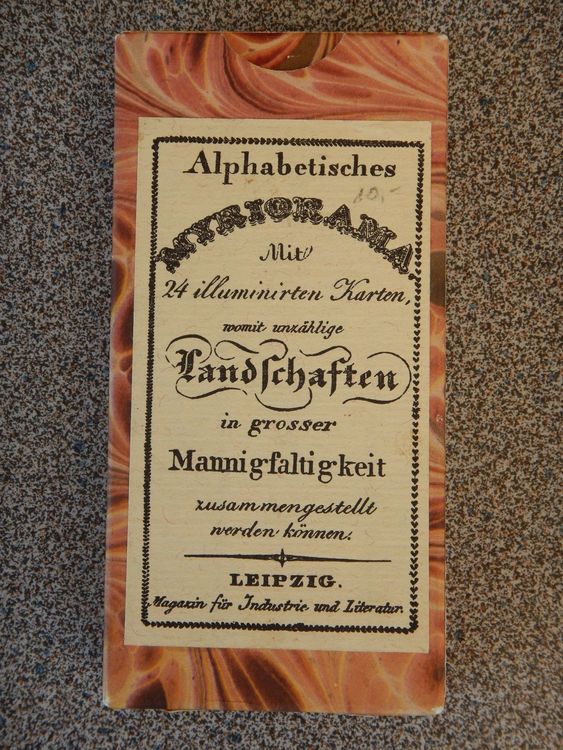 Alphabetisches
10,-
MYRIORAMA,
Mit
24 illuminirten Karten,
womit unzählige
Landschaften
in grosser
Mannigfaltigkeit
zusammengestellt
werden können.
LEIPZIG.
Magazin für Industrie und Literatur.